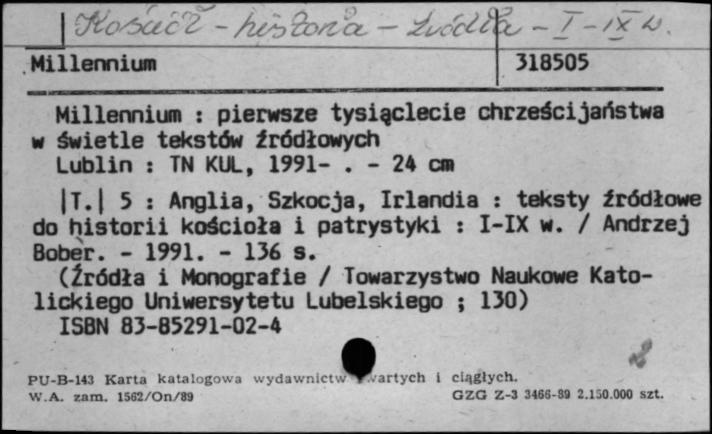 Kościół - historia - źródła - I-IX w.
Millennium 318505
Millennium : pierwsze tysiąclecie chrześcijaństwa
w świetle tekstów źródłowych
Lublin : TN KUL, 1991- . - 24 cm
|T.| 5 : Anglia, Szkocja, Irlandia : teksty źródłowe
do historii kościoła i patrystyki : I-IX w. / Andrzej
Bober. - 1991. - 136 s.
(Źródła i Monografie / Towarzystwo Naukowe Kato-
lickiego Uniwersytetu Lubelskiego ; 130)
ISBN 83-85291-02-4
PU-B-143 Karta katalogowa wydawnictw zwartych i ciągłych.
W.A. zam. 1562/On/89 GZG Z-3 3466-89 2.150.000 szt.